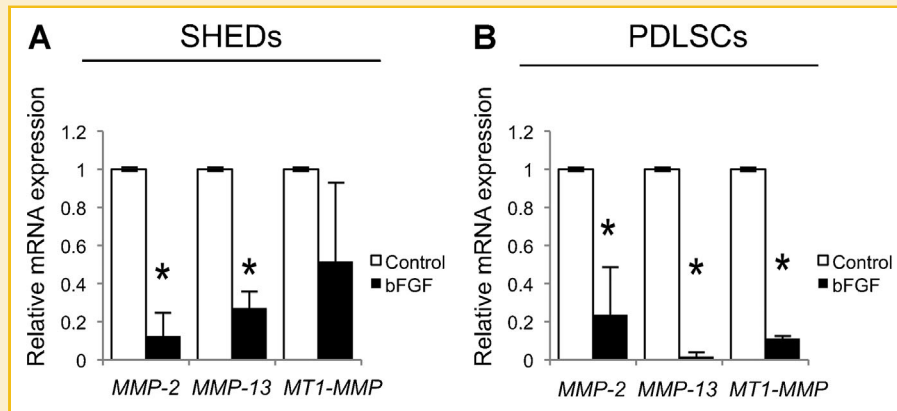 A SHEDs
Relative mRNA expression
1.2
1
0.8
0.6
0.4
0.2
0
*
*
Control
bFGF
MMP-2 MMP-13 MT1-MMP
B PDLSCs
Relative mRNA expression
1.2
1
0.8
0.6
0.4
0.2
0
*
*
*
Control
bFGF
MMP-2 MMP-13 MT1-MMP